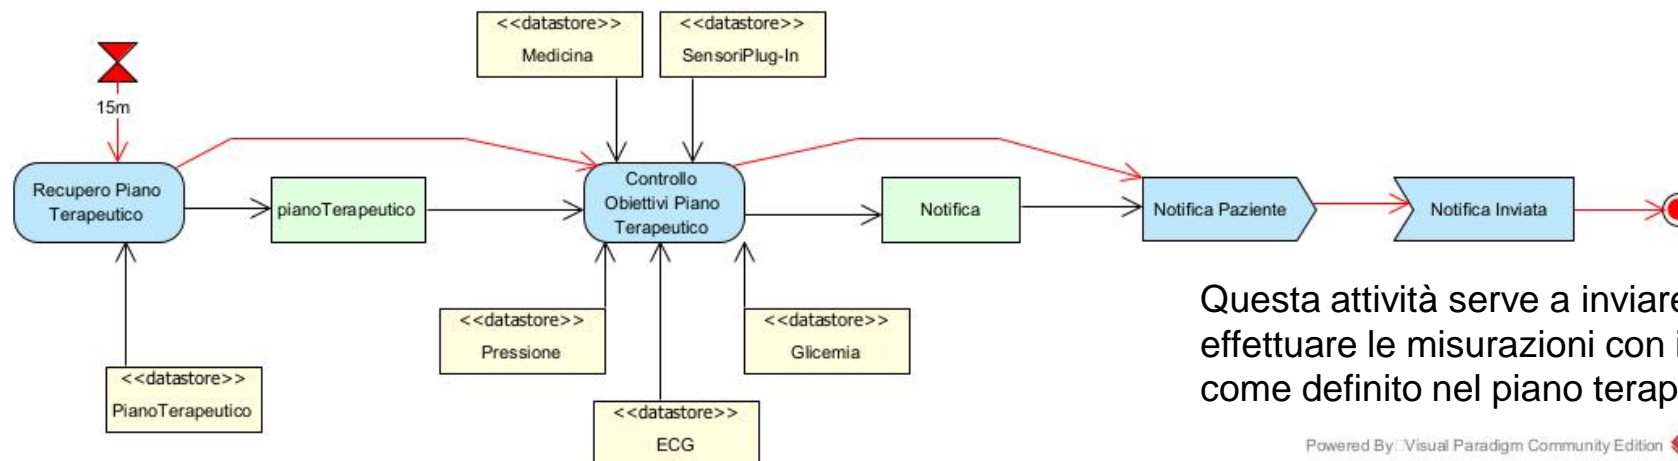 <<datastore>>
Medicina
<<datastore>>
SensoriPlug-In
15m
Recupero Piano
Terapeutico
pianoTerapeutico
Controllo
Obiettivi Piano
Terapeutico
Notifica
Notifica Paziente
Notifica Inviata
<<datastore>>
PianoTerapeutico
<<datastore>>
Pressione
<<datastore>>
ECG
<<datastore>>
Glicemia
Questa attività serve a inviare
effettuare le misurazioni con i
come definito nel piano terap
Powered By Visual Paradigm Community Edition